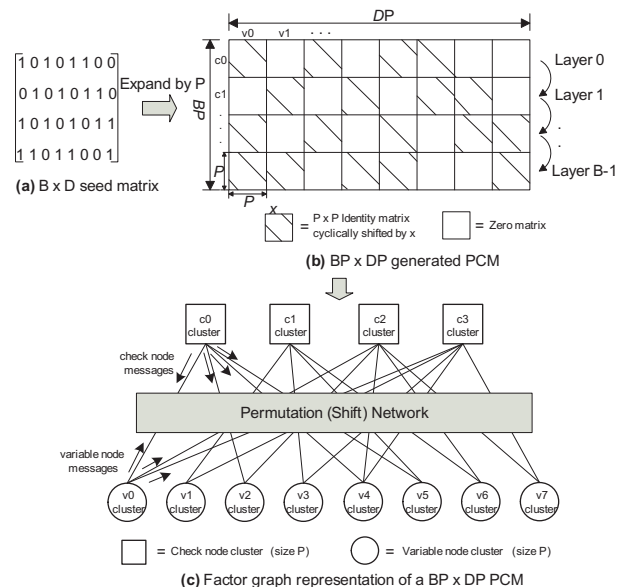 DP
v0 v1 . . .
1 0 1 0 1 1 0 0
0 1 0 1 0 1 1 0
1 0 1 0 1 0 1 1
1 1 0 1 1 0 0 1
Expand by P
c0
c1
.
.
.
BP
P
P
Layer 0
Layer 1
.
.
Layer B-1
(a) B x D seed matrix
x
= P x P Identity matrix
cyclically shifted by x
= Zero matrix
(b) BP x DP generated PCM
c0
cluster
c1
cluster
c2
cluster
c3
cluster
check node
messages
Permutation (Shift) Network
variable node
messages
v0
cluster
v1
cluster
v2
cluster
v3
cluster
v4
cluster
v5
cluster
v6
cluster
v7
cluster
= Check node cluster (size P)
= Variable node cluster (size P)
(c) Factor graph representation of a BP x DP PCM